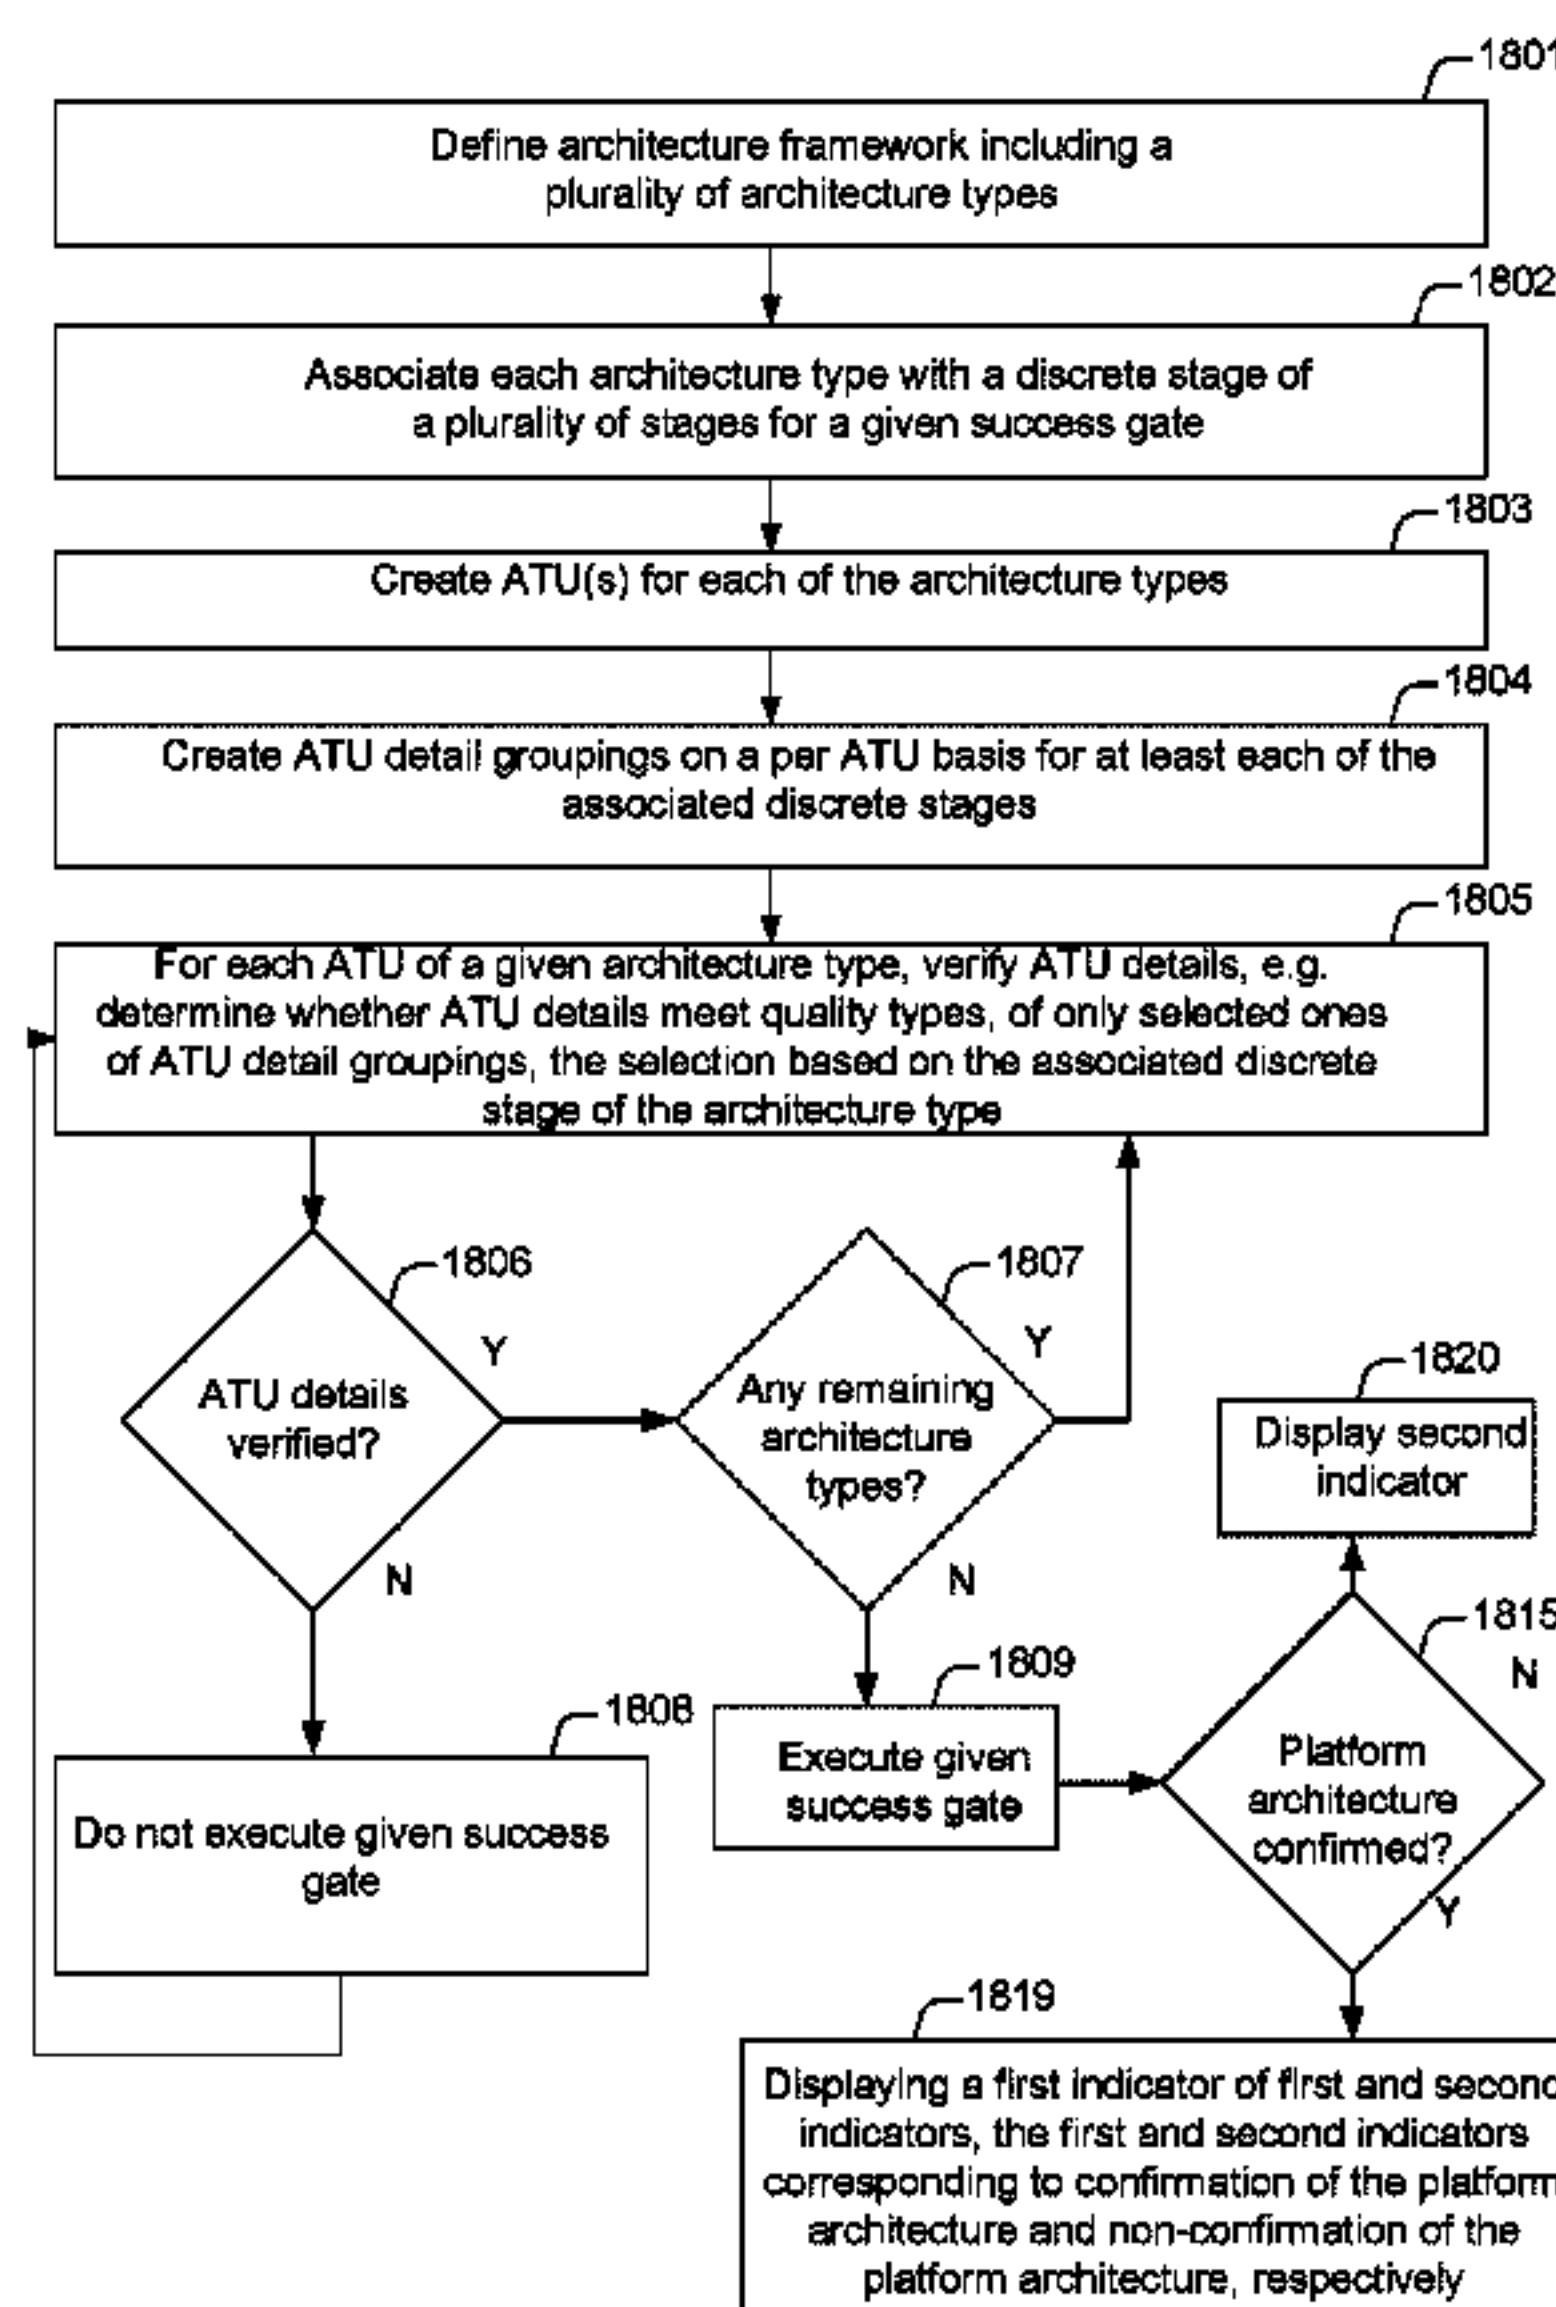 1801
Define architecture framework including a
plurality of architecture types
1802
Associate each architecture type with a discrete stage of
a plurality of stages for a given success gate
1803
Create ATU(s) for each of the architecture types
1804
Create ATU detail groupings on a per ATU basis for at least each of the
associated discrete stages
1805
For each ATU of a given architecture type, verify ATU details, e.g.
determine whether ATU details meet quality types, of only selected ones
of ATU detail groupings, the selection based on the associated discrete
stage of the architecture type
1806
Y
ATU details
verified?
N
1807
Y
Any remaining
architecture
types?
N
1820
Display second
indicator
1815
N
Platform
architecture
confirmed?
Y
1809
Execute given
success gate
1808
Do not execute given success
gate
1819
Displaying a first indicator of first and second
indicators, the first and second indicators
corresponding to confirmation of the platform
architecture and non-confirmation of the
platform architecture, respectively